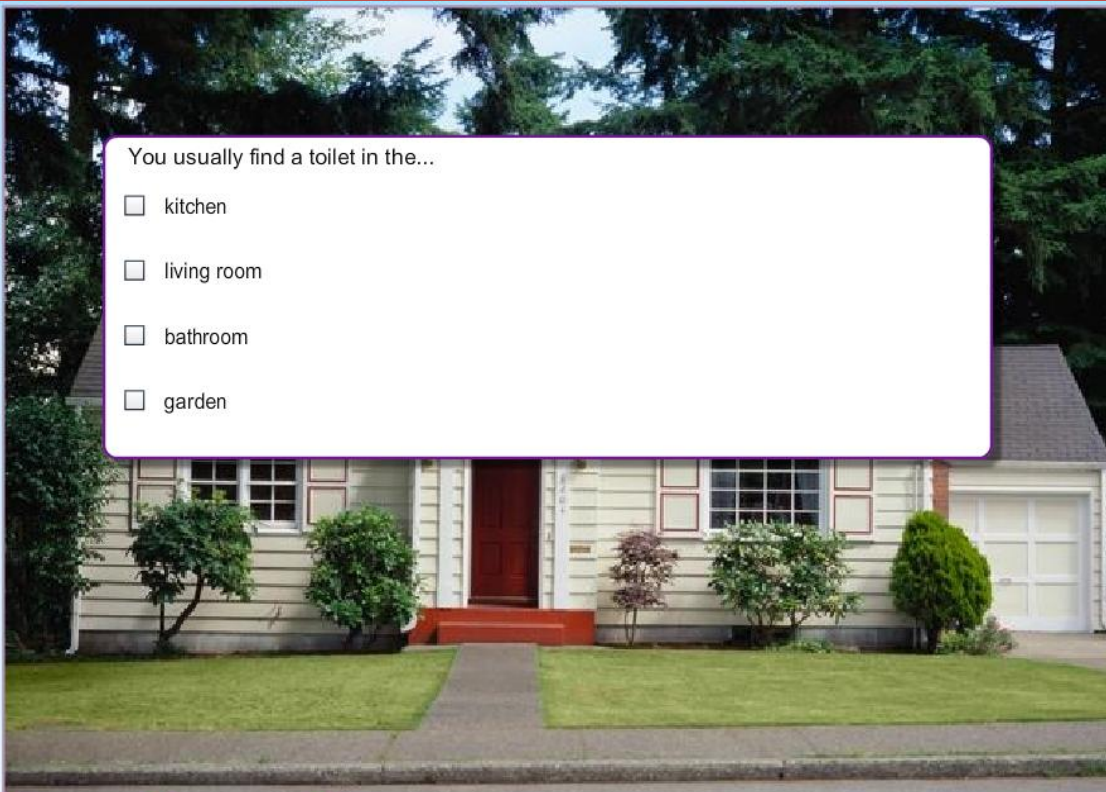 You usually find a toilet in the...
kitchen
living room
bathroom
garden